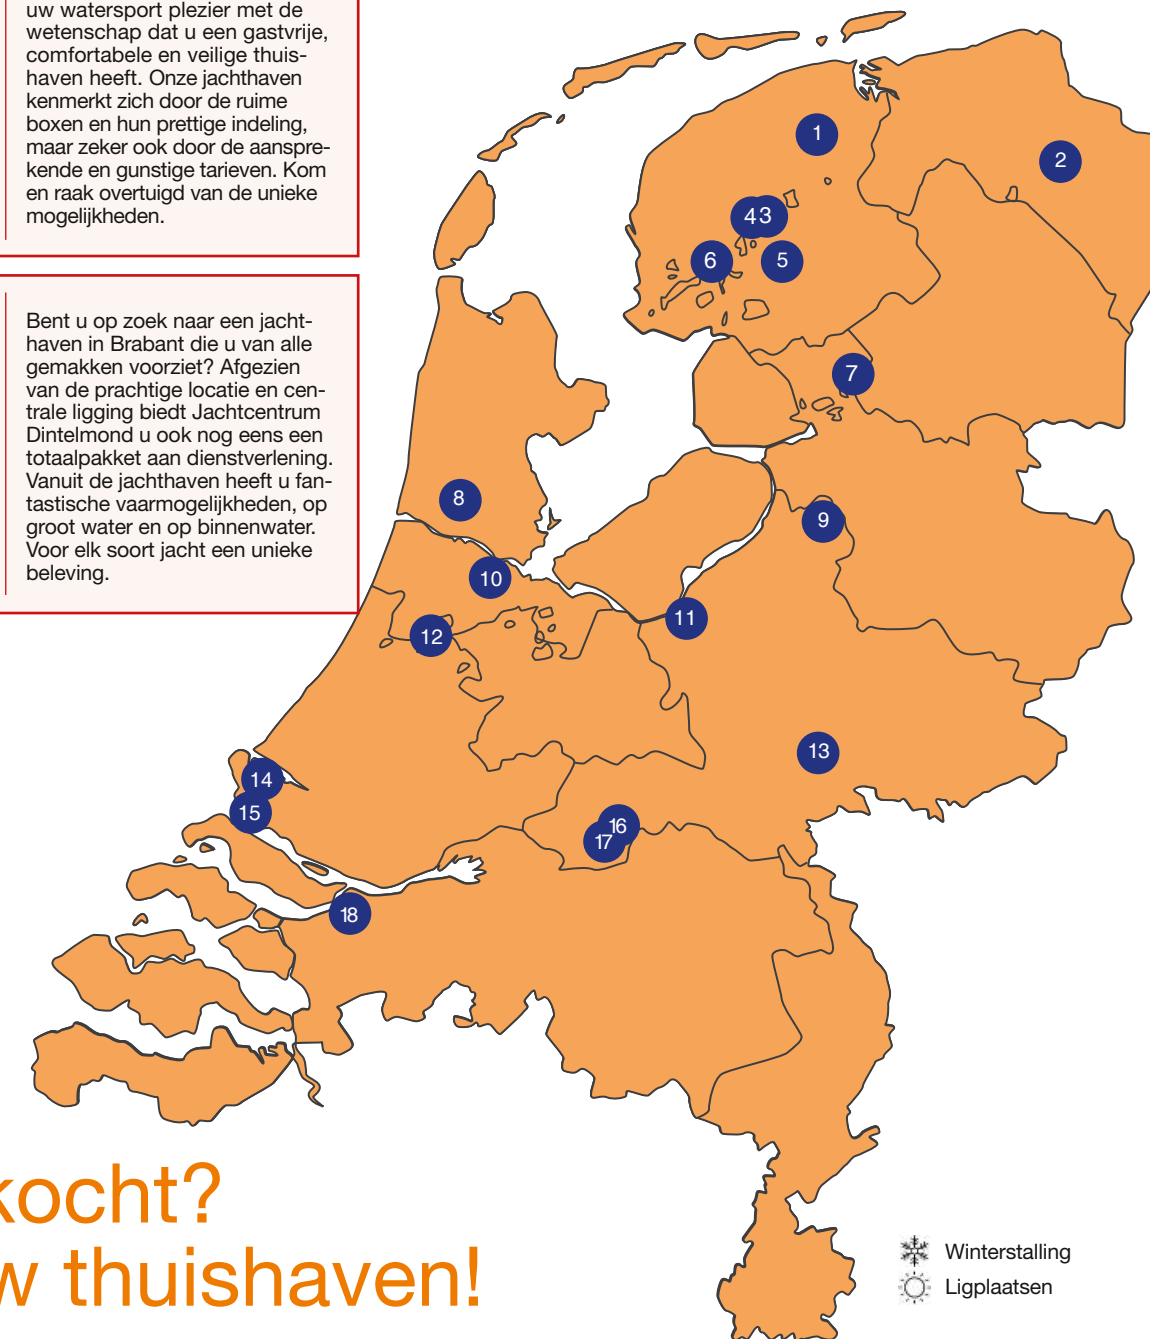 uw watersport plezier met de
wetenschap dat u een gastvrije,
comfortabele en veilige thuis-
haven heeft. Onze jachthaven
kenmerkt zich door de ruime
boxen en hun prettige indeling,
maar zeker ook door de aanspre-
kende en gunstige tarieven. Kom
en raak overtuigd van de unieke
mogelijkheden.
Bent u op zoek naar een jacht-
haven in Brabant die u van alle
gemakken voorziet? Afgezien
van de prachtige locatie en cen-
trale ligging biedt Jachtcentrum
Dintelmond u ook nog eens een
totaalpakket aan dienstverlening.
Vanuit de jachthaven heeft u fan-
tastische vaarmogelijkheden, op
groot water en op binnenwater.
Voor elk soort jacht een unieke
beleving.
1
2
43
6
5
7
8
9
10
11
12
13
14
15
16
17
18
kocht?
w thuishaven!
Winterstalling
Ligplaatsen